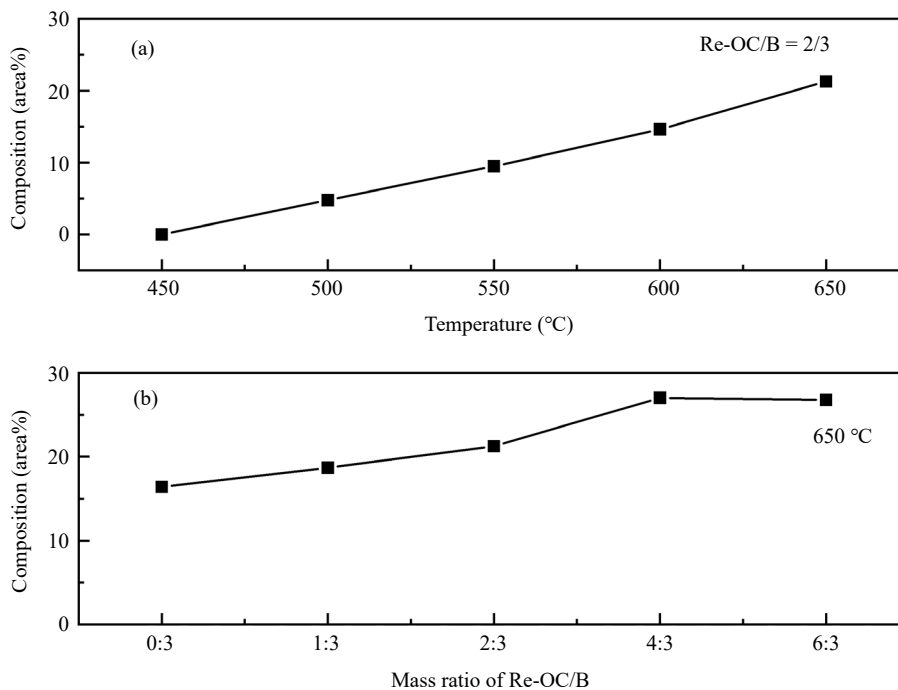 30
(a)
Re-OC/B = 2/3
20
10
0
Composition (area%)
450 500 550 600 650
Temperature (℃)
30
(b)
20
650 ℃
10
0
Composition (area%)
0:3 1:3 2:3 4:3 6:3
Mass ratio of Re-OC/B